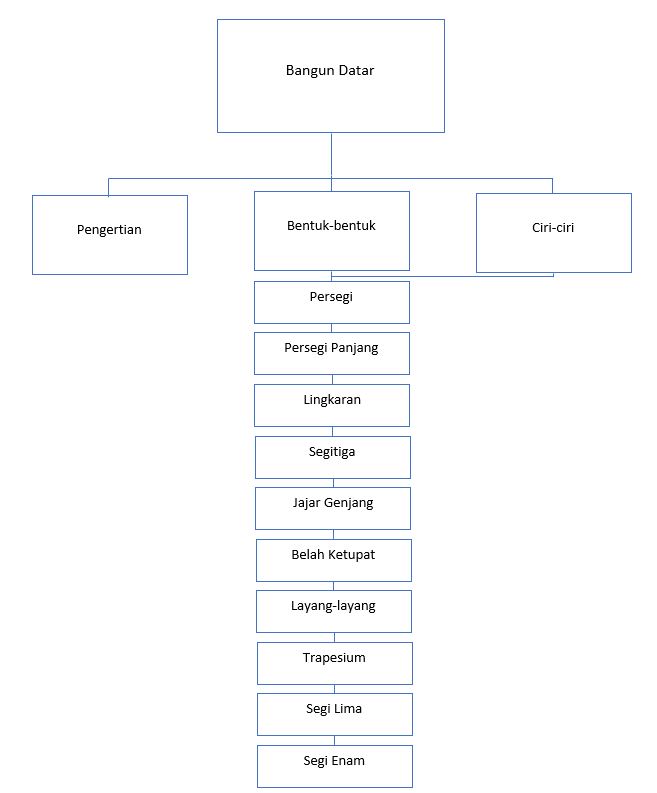 Bangun Datar
Pengertian
Bentuk-bentuk
Ciri-ciri
Persegi
Persegi Panjang
Lingkaran
Segitiga
Jajar Genjang
Belah Ketupat
Layang-layang
Trapesium
Segi Lima
Segi Enam